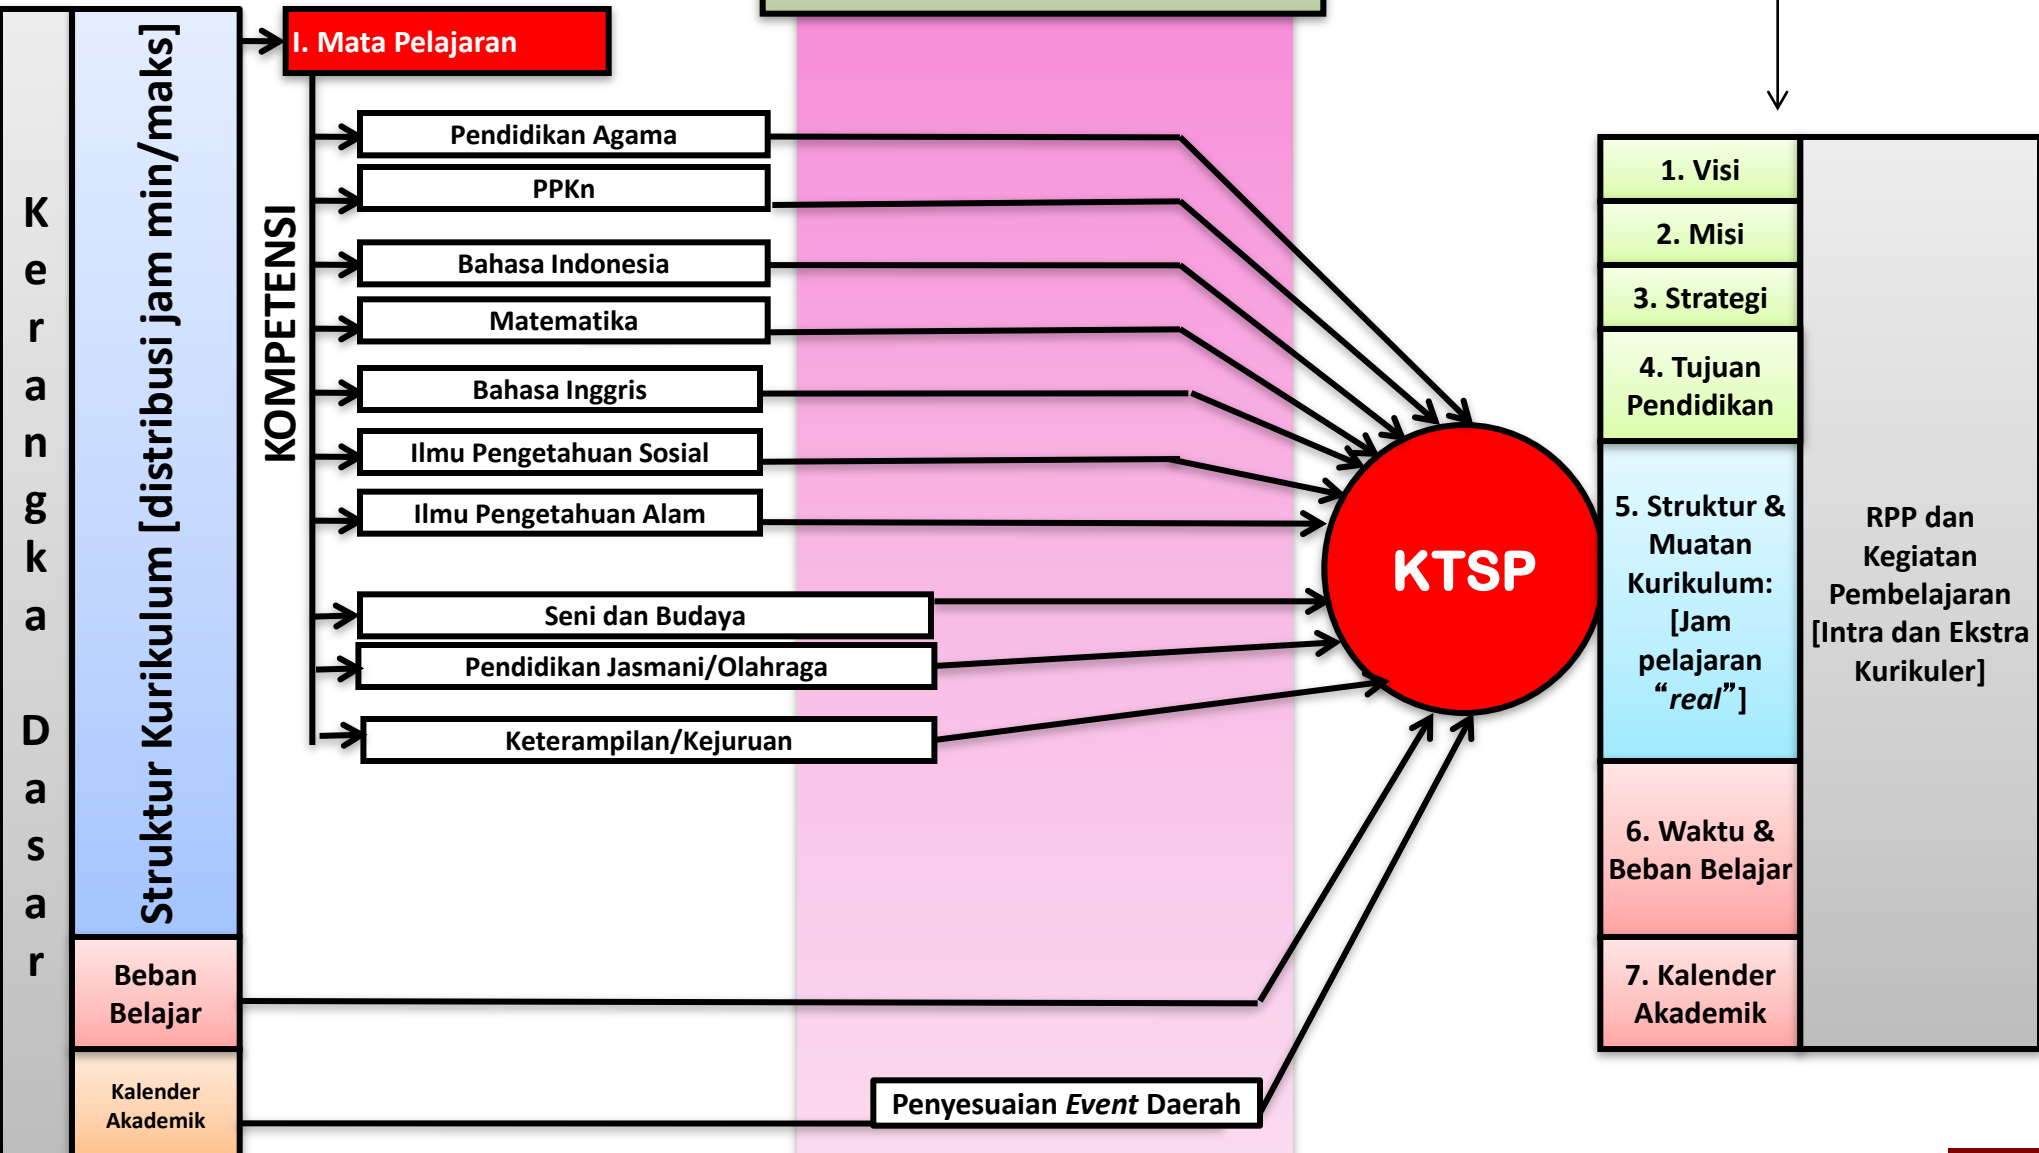 Kerangka Dasar
Struktur Kurikulum [distribusi jam min/maks]
Beban
Belajar
Kalender
Akademik
I. Mata Pelajaran
KOMPETENSI
Pendidikan Agama
PPKn
Bahasa Indonesia
Matematika
Bahasa Inggris
Ilmu Pengetahuan Sosial
Ilmu Pengetahuan Alam
Seni dan Budaya
Pendidikan Jasmani/Olahraga
Keterampilan/Kejuruan
Penyesuaian Event Daerah
KTSP
1. Visi
2. Misi
3. Strategi
4. Tujuan
Pendidikan
5. Struktur &
Muatan
Kurikulum:
[Jam
pelajaran
“real”]
6. Waktu &
Beban Belajar
7. Kalender
Akademik
RPP dan
Kegiatan
Pembelajaran
[Intra dan Ekstra
Kurikuler]